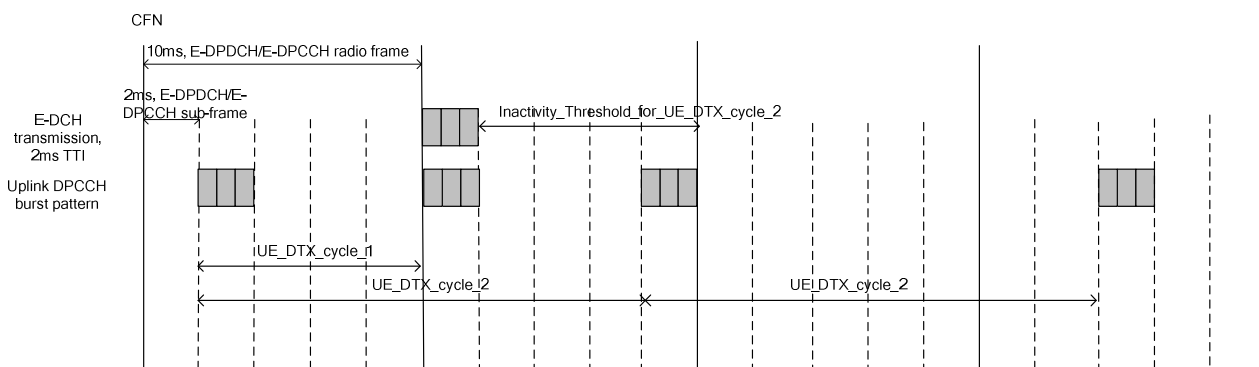 CFN
10ms, E-DPDCH/E-DPCCH radio frame
2ms, E-DPDCH/E-
DPCCH sub-frame
E-DCH
transmission,
2ms TTI
Inactivity_Threshold_for_UE_DTX_cycle_2
Uplink DPCCH
burst pattern
UE_DTX_cycle_1
UE_DTX_cycle_2
UE_DTX_cycle_2